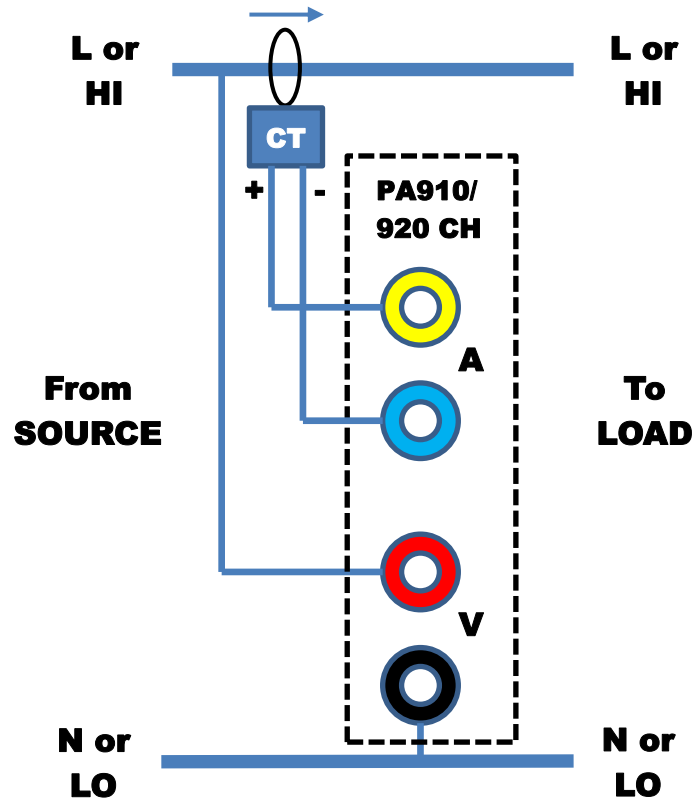 L or
HI
L or
HI
CT
+ -
PA910/
920 CH
A
From
SOURCE
To
LOAD
V
N or
LO
N or
LO